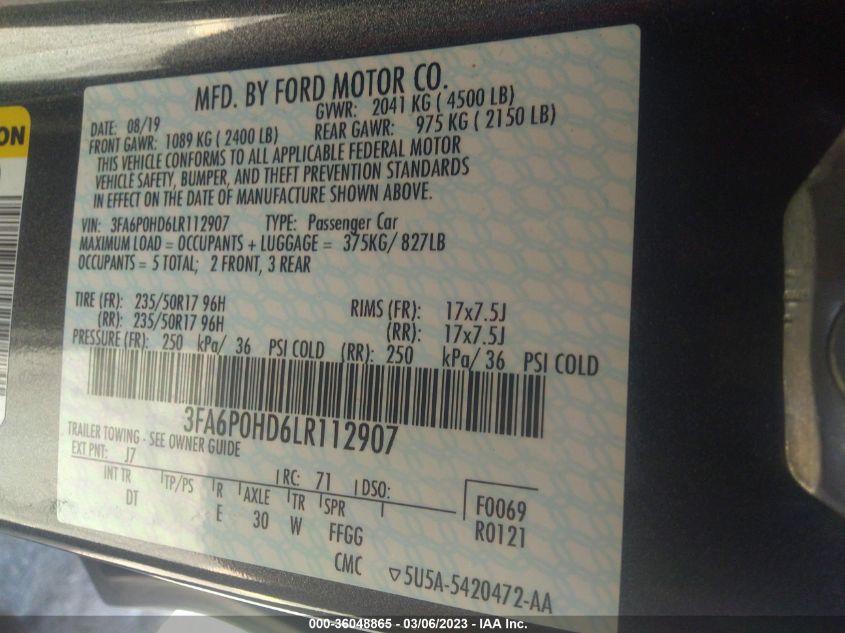 ON
MFD. BY FORD MOTOR CO.
DATE: 08/19 GVWR: 2041 KG ( 4500 LB)
FRONT GAWR: 1089 KG ( 2400 LB) REAR GAWR: 975 KG ( 2150 LB)
THIS VEHICLE CONFORMS TO ALL APPLICABLE FEDERAL MOTOR
VEHICLE SAFETY, BUMPER, AND THEFT PREVENTION STANDARDS
IN EFFECT ON THE DATE OF MANUFACTURE SHOWN ABOVE.
VIN: 3FA6P0HD6LR112907 TYPE: Passenger Car
MAXIMUM LOAD = OCCUPANTS + LUGGAGE = 375KG/ 827LB
OCCUPANTS = 5 TOTAL; 2 FRONT, 3 REAR
TIRE (FR): 235/50R17 96H RIMS (FR): 17x7.5J
(RR): 235/50R17 96H (RR): 17x7.5J
PRESSURE (FR): 250 kPa/ 36 PSI COLD (RR): 250 kPa/ 36 PSI COLD
3FA6P0HD6LR112907
TRAILER TOWING - SEE OWNER GUIDE
EXT PNT: J7 RC: 71 DSO:
INT TR TP/PS R AXLE TR SPR F0069
DT E 30 W FFGG R0121
CMC
5U5A-5420472-AA
000-36048865 - 03/06/2023 - IAA Inc.